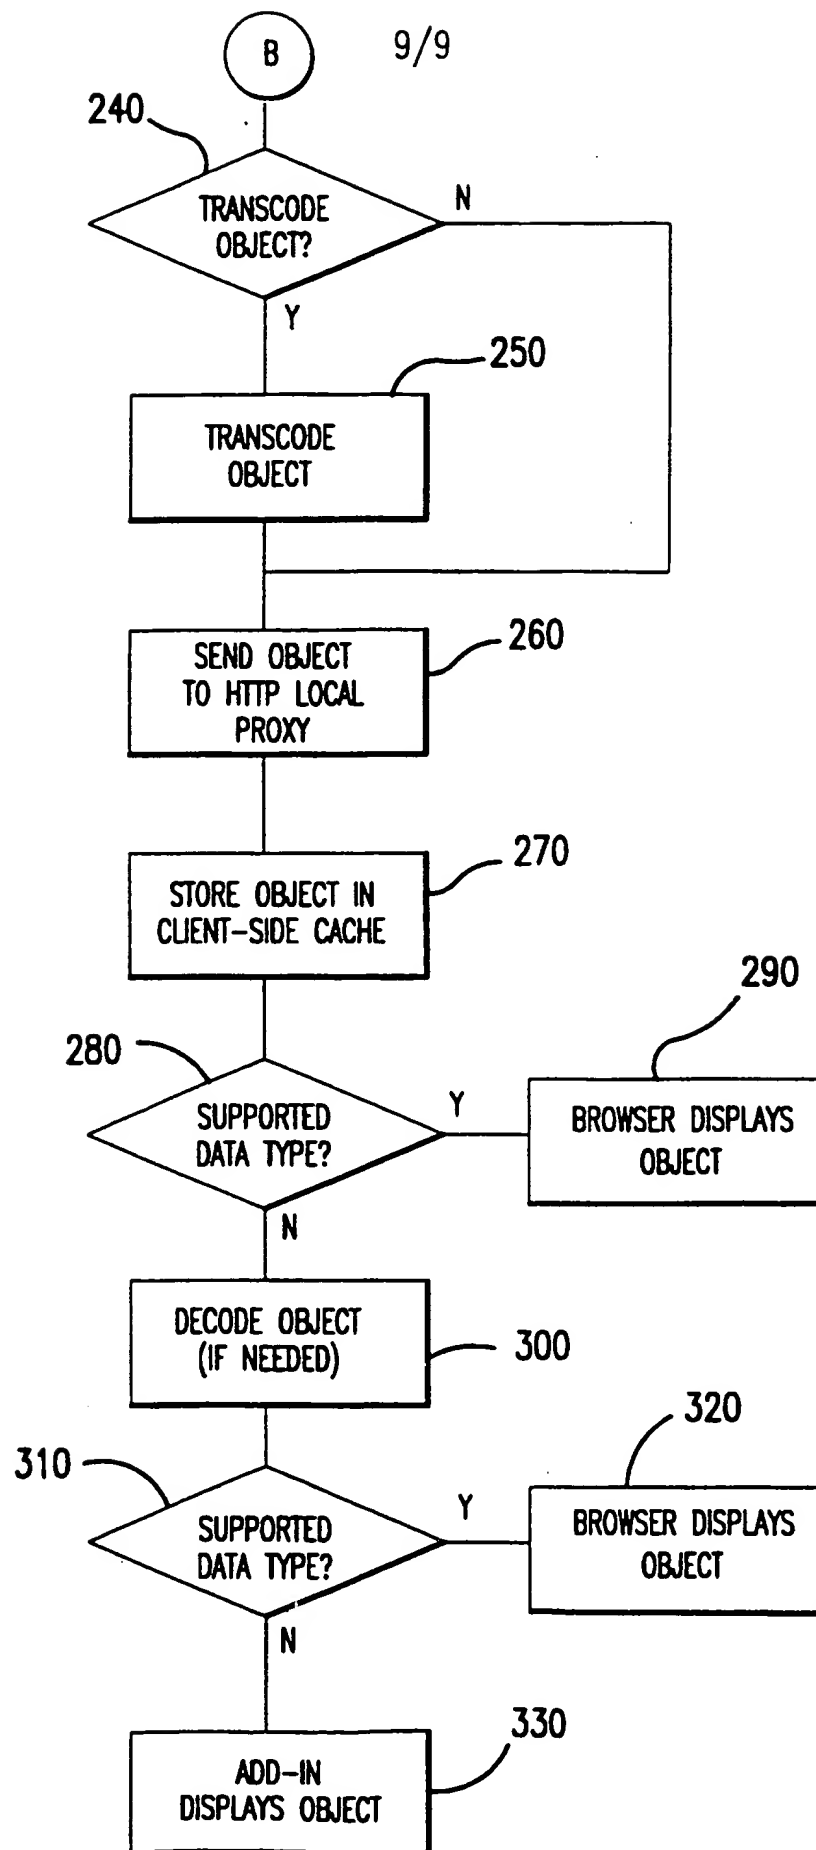 B
9/9
240
TRANSCODE
OBJECT?
N
Y
250
TRANSCODE
OBJECT
260
SEND OBJECT
TO HTTP LOCAL
PROXY
270
STORE OBJECT IN
CLIENT-SIDE CACHE
280
SUPPORTED
DATA TYPE?
Y
290
BROWSER DISPLAYS
OBJECT
N
DECODE OBJECT
(IF NEEDED)
300
310
SUPPORTED
DATA TYPE?
Y
320
BROWSER DISPLAYS
OBJECT
N
330
ADD-IN
DISPLAYS OBJECT